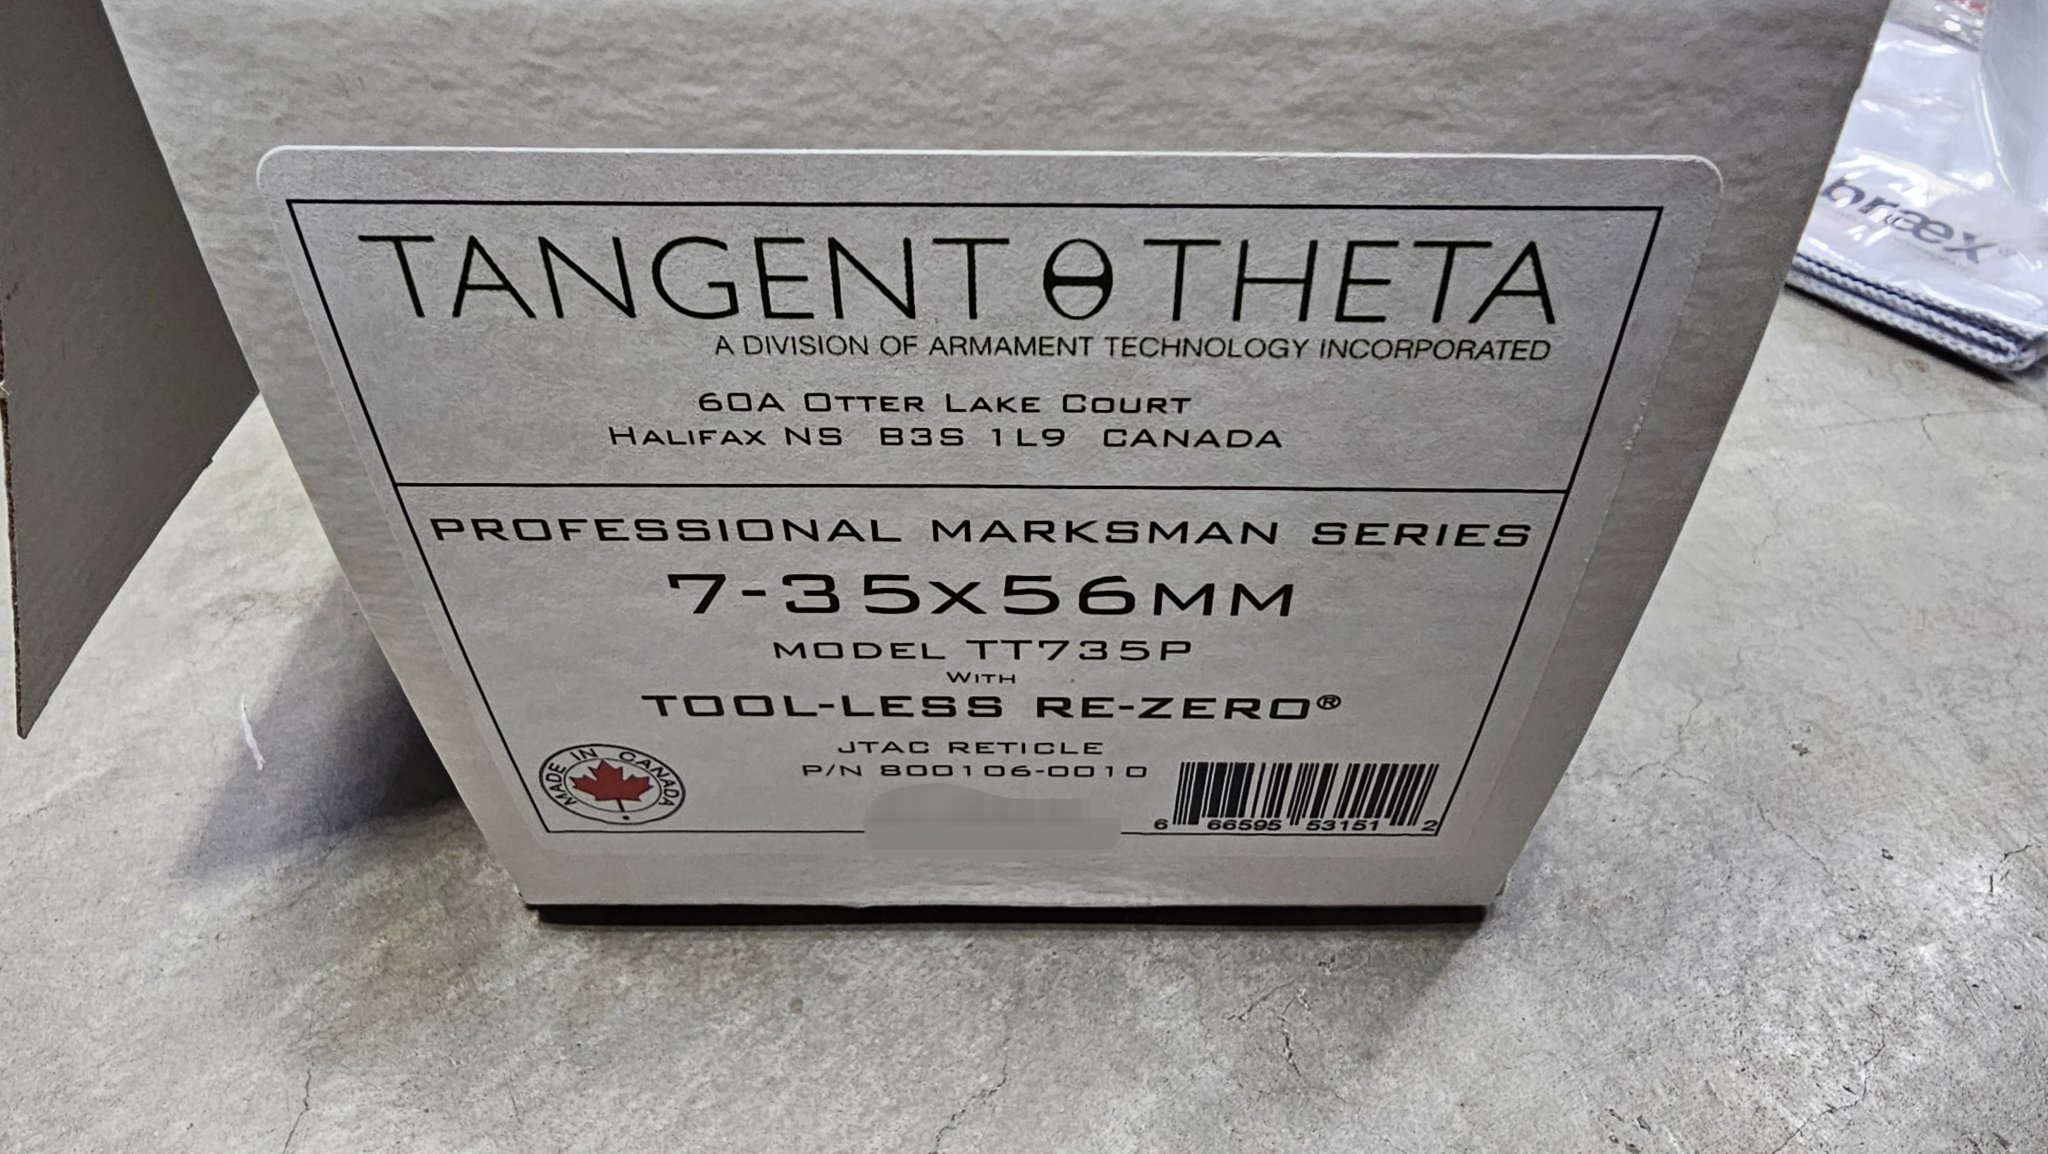 TANGENT θ THETA
A DIVISION OF ARMAMENT TECHNOLOGY INCORPORATED
60A OTTER LAKE COURT
HALIFAX NS B3S 1L9 CANADA
PROFESSIONAL MARKSMAN SERIES
7-35x56MM
MODEL TT735P
WITH
TOOL-LESS RE-ZERO®
JTAC RETICLE
P/N 800106-0010
MADE IN CANADA
6 66595 53151 2